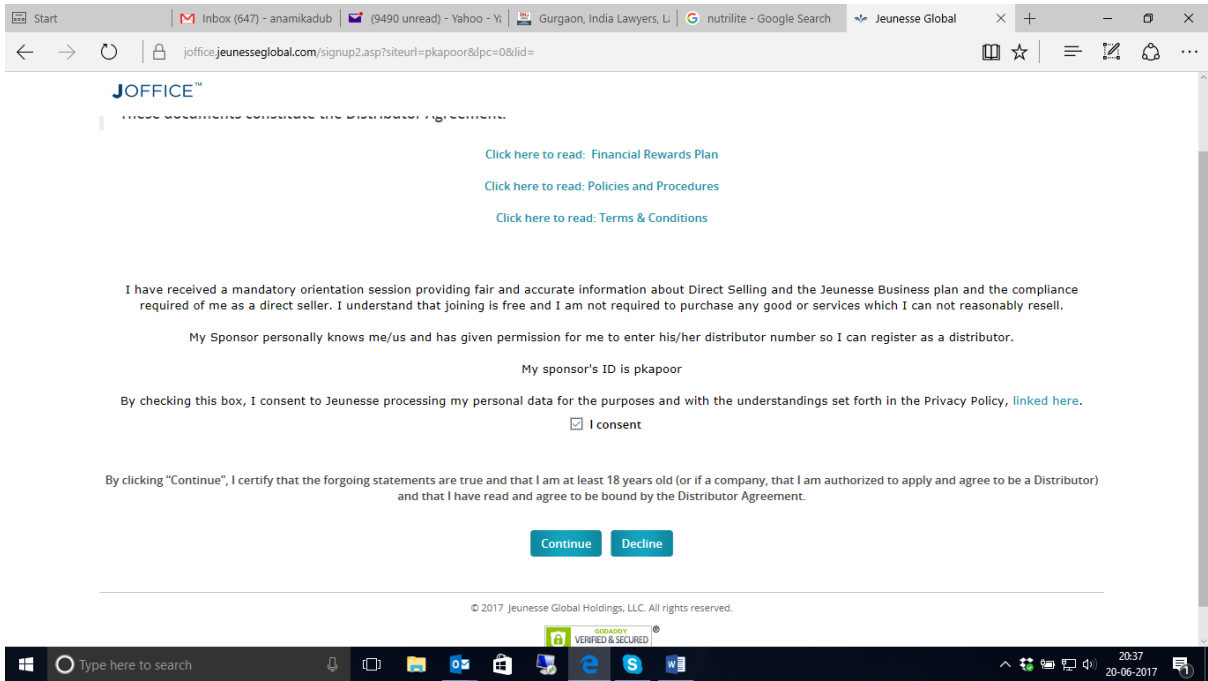 Start
Inbox (647) - anamikadub
(9490 unread) - Yahoo - Ya
Gurgaon, India Lawyers, La
nutrilite - Google Search
Jeunesse Global
joffice.jeunesseglobal.com/signup2.asp?siteurl=pkapoor&lpc=0&lid=
JOFFICE™
These documents constitute the Distributor Agreement.
Click here to read: Financial Rewards Plan
Click here to read: Policies and Procedures
Click here to read: Terms & Conditions
I have received a mandatory orientation session providing fair and accurate information about Direct Selling and the Jeunesse Business plan and the compliance
required of me as a direct seller. I understand that joining is free and I am not required to purchase any good or services which I can not reasonably resell.
My Sponsor personally knows me/us and has given permission for me to enter his/her distributor number so I can register as a distributor.
My sponsor's ID is pkapoor
By checking this box, I consent to Jeunesse processing my personal data for the purposes and with the understandings set forth in the Privacy Policy, linked here.
I consent
By clicking "Continue", I certify that the forgoing statements are true and that I am at least 18 years old (or if a company, that I am authorized to apply and agree to be a Distributor)
and that I have read and agree to be bound by the Distributor Agreement.
Continue Decline
© 2017 Jeunesse Global Holdings, LLC. All rights reserved.
GODADDY
VERIFIED & SECURED ®
Type here to search
20:37
20-06-2017
1